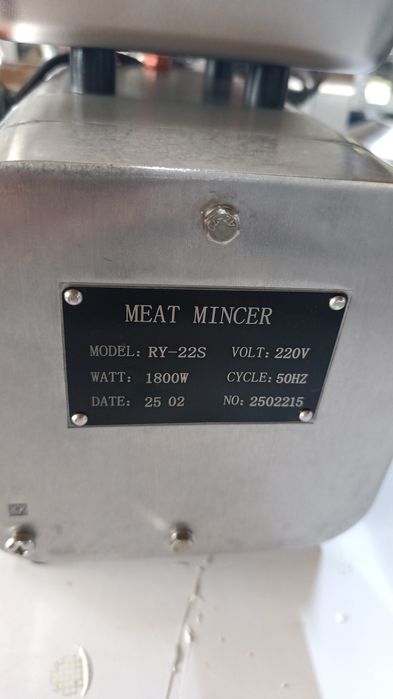 MEAT MINCER
MODEL: RY-22S VOLT: 220V
WATT: 1800W CYCLE: 50HZ
DATE: 25 02 NO: 2502215